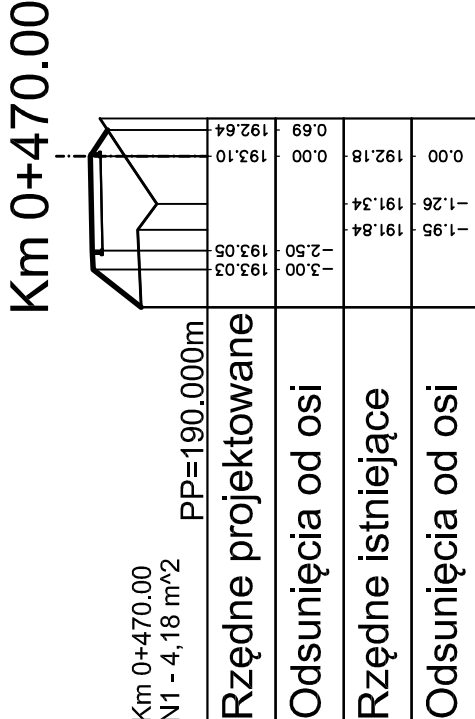 Km 0+470.00
Km 0+470.00
N1 - 4,18 m^2
PP=190.000m
Rzędne projektowane 193.03 193.05 193.10 192.64
Odsunięcia od osi -3.00 -2.50 0.00 0.69
Rzędne istniejące 191.84 191.34 192.18
Odsunięcia od osi -1.95 -1.26 0.00